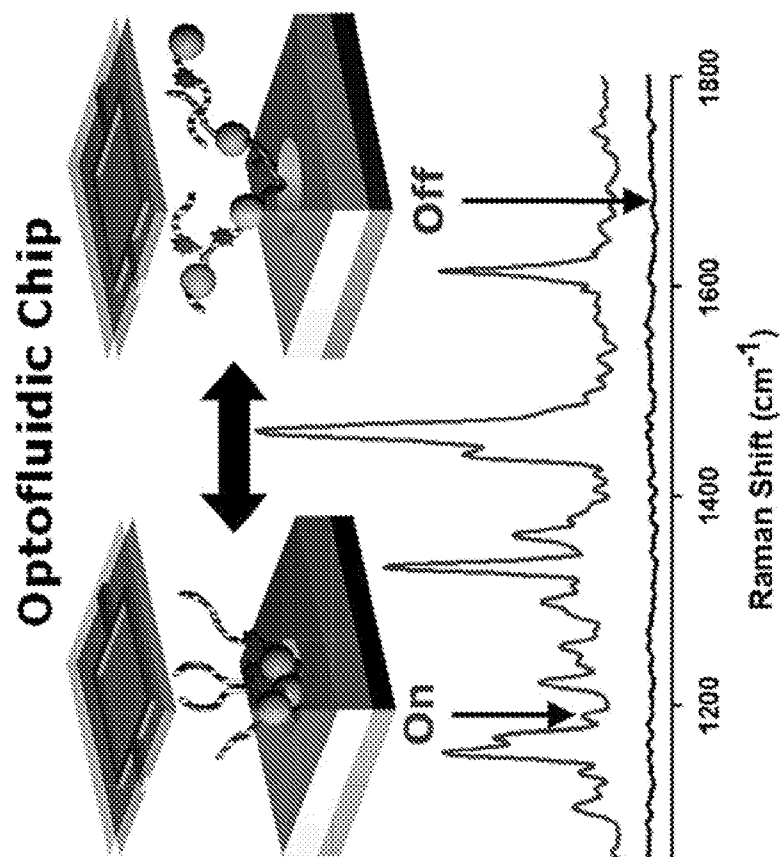 Optofluidic Chip
On
Off
1200
1400
1600
1800
Raman Shift (cm⁻¹)